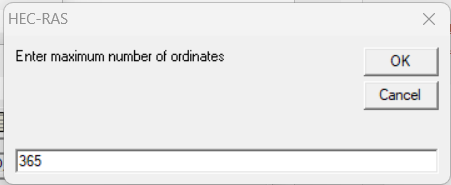 HEC-RAS
Enter maximum number of ordinates
OK
Cancel
365